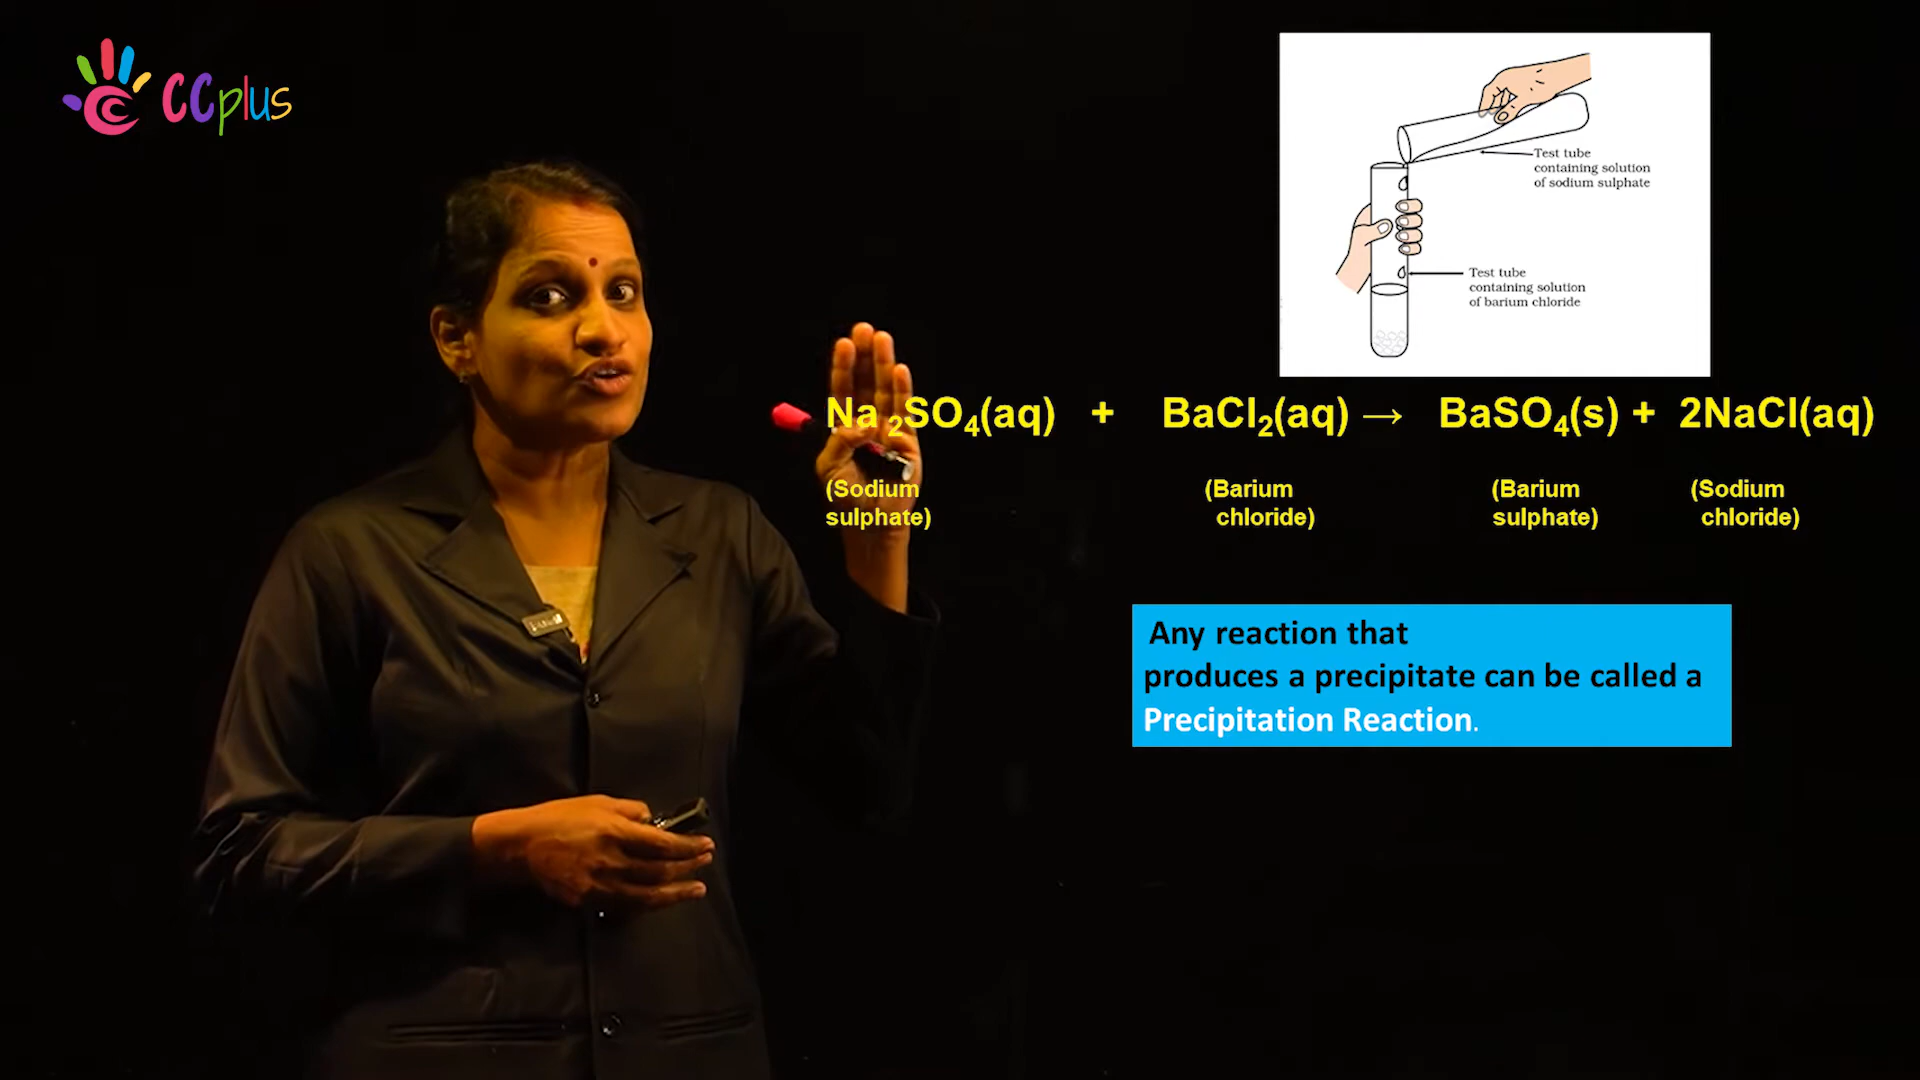 CCplus
Test tube
containing solution
of sodium sulphate
Test tube
containing solution
of barium chloride
Na ₂SO₄(aq) + BaCl₂(aq) → BaSO₄(s) + 2NaCl(aq)
(Sodium
sulphate)
(Barium
chloride)
(Barium
sulphate)
(Sodium
chloride)
Any reaction that
produces a precipitate can be called a
Precipitation Reaction.